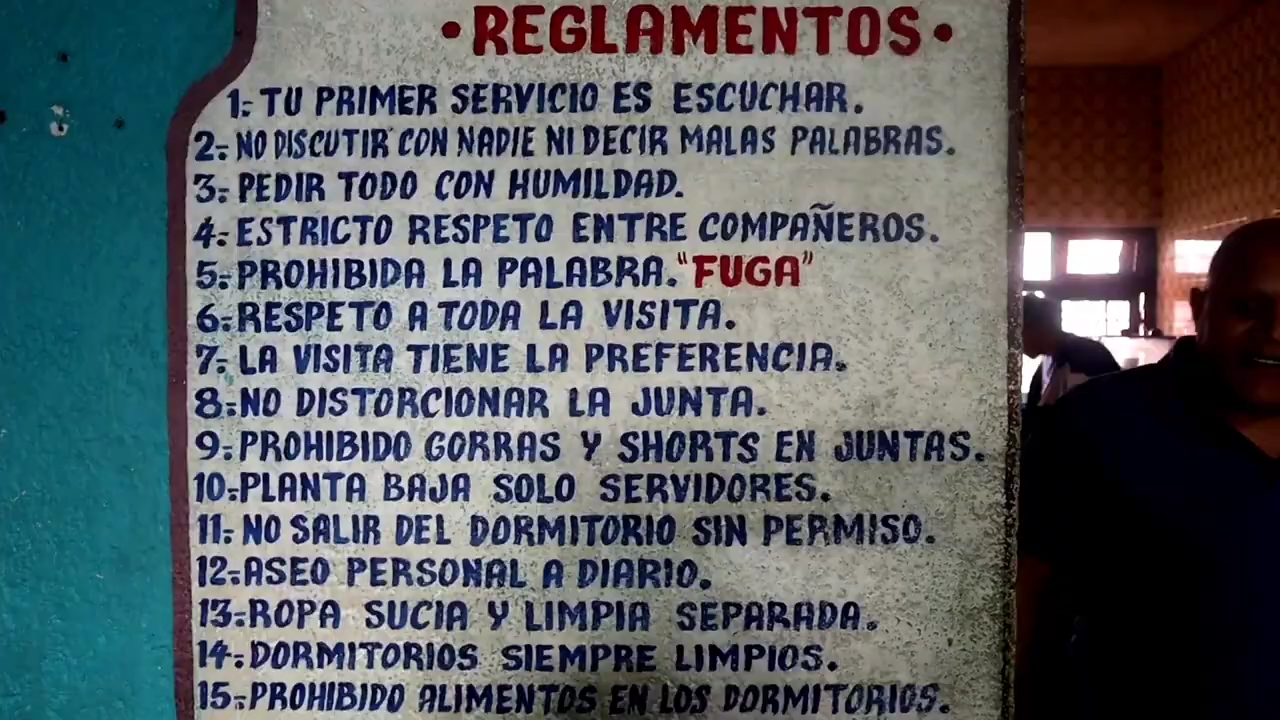 •REGLAMENTOS•
1.- TU PRIMER SERVICIO ES ESCUCHAR.
2.- NO DISCUTIR CON NADIE NI DECIR MALAS PALABRAS.
3.- PEDIR TODO CON HUMILDAD.
4.- ESTRICTO RESPETO ENTRE COMPAÑEROS.
5.- PROHIBIDA LA PALABRA. "FUGA"
6.- RESPETO A TODA LA VISITA.
7.- LA VISITA TIENE LA PREFERENCIA.
8.- NO DISTORCIONAR LA JUNTA.
9.- PROHIBIDO GORRAS Y SHORTS EN JUNTAS.
10.- PLANTA BAJA SOLO SERVIDORES.
11.- NO SALIR DEL DORMITORIO SIN PERMISO.
12.- ASEO PERSONAL A DIARIO.
13.- ROPA SUCIA Y LIMPIA SEPARADA.
14.- DORMITORIOS SIEMPRE LIMPIOS.
15.- PROHIBIDO ALIMENTOS EN LOS DORMITORIOS.